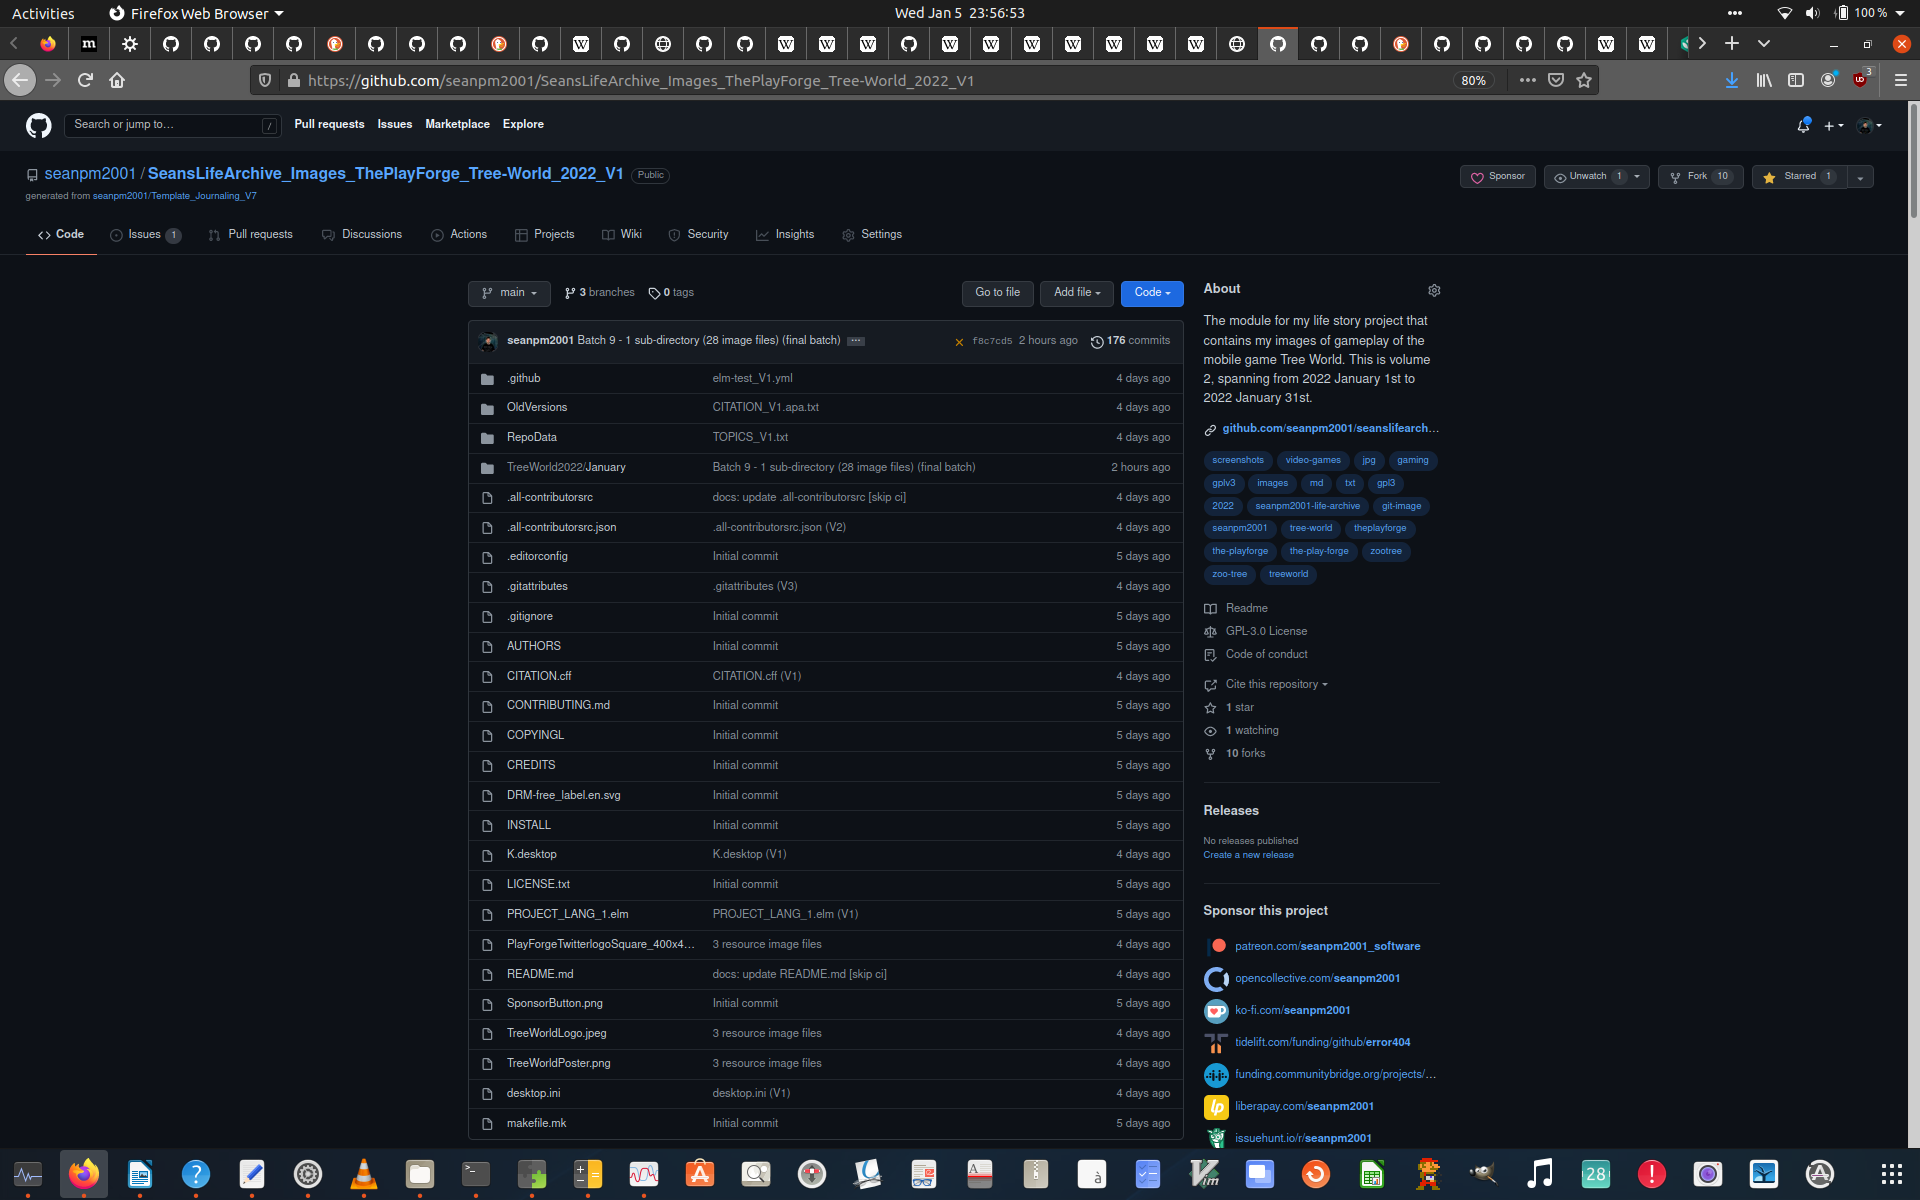 Activities
Firefox Web Browser
Wed Jan 5 23:56:53
100 %
https://github.com/seanpm2001/SeansLifeArchive_Images_ThePlayForge_Tree-World_2022_V1
80%
3
Search or jump to…
/
Pull requests
Issues
Marketplace
Explore
seanpm2001 / SeansLifeArchive_Images_ThePlayForge_Tree-World_2022_V1
Public
generated from seanpm2001/Template_Journaling_V7
Sponsor
Unwatch 1
Fork 10
Starred 1
Code
Issues 1
Pull requests
Discussions
Actions
Projects
Wiki
Security
Insights
Settings
main
3 branches
0 tags
Go to file
Add file
Code
seanpm2001 Batch 9 - 1 sub-directory (28 image files) (final batch)
f8c7cd5 2 hours ago
176 commits
.github elm-test_V1.yml 4 days ago
OldVersions CITATION_V1.apa.txt 4 days ago
RepoData TOPICS_V1.txt 4 days ago
TreeWorld2022/January Batch 9 - 1 sub-directory (28 image files) (final batch) 2 hours ago
.all-contributorsrc docs: update .all-contributorsrc [skip ci] 4 days ago
.all-contributorsrc.json .all-contributorsrc.json (V2) 4 days ago
.editorconfig Initial commit 5 days ago
.gitattributes .gitattributes (V3) 4 days ago
.gitignore Initial commit 5 days ago
AUTHORS Initial commit 5 days ago
CITATION.cff CITATION.cff (V1) 4 days ago
CONTRIBUTING.md Initial commit 5 days ago
COPYINGL Initial commit 5 days ago
CREDITS Initial commit 5 days ago
DRM-free_label.en.svg Initial commit 5 days ago
INSTALL Initial commit 5 days ago
K.desktop K.desktop (V1) 4 days ago
LICENSE.txt Initial commit 5 days ago
PROJECT_LANG_1.elm PROJECT_LANG_1.elm (V1) 5 days ago
PlayForgeTwitterlogoSquare_400x4… 3 resource image files 4 days ago
README.md docs: update README.md [skip ci] 4 days ago
SponsorButton.png Initial commit 5 days ago
TreeWorldLogo.jpeg 3 resource image files 4 days ago
TreeWorldPoster.png 3 resource image files 4 days ago
desktop.ini desktop.ini (V1) 4 days ago
makefile.mk Initial commit 5 days ago
About
The module for my life story project that
contains my images of gameplay of the
mobile game Tree World. This is volume
2, spanning from 2022 January 1st to
2022 January 31st.
github.com/seanpm2001/seanslifearch…
screenshots video-games jpg gaming
gplv3 images md txt gpl3
2022 seanpm2001-life-archive git-image
seanpm2001 tree-world theplayforge
the-playforge the-play-forge zootree
zoo-tree treeworld
Readme
GPL-3.0 License
Code of conduct
Cite this repository
1 star
1 watching
10 forks
Releases
No releases published
Create a new release
Sponsor this project
patreon.com/seanpm2001_software
opencollective.com/seanpm2001
ko-fi.com/seanpm2001
tidelift.com/funding/github/error404
funding.communitybridge.org/projects/…
liberapay.com/seanpm2001
issuehunt.io/r/seanpm2001
28